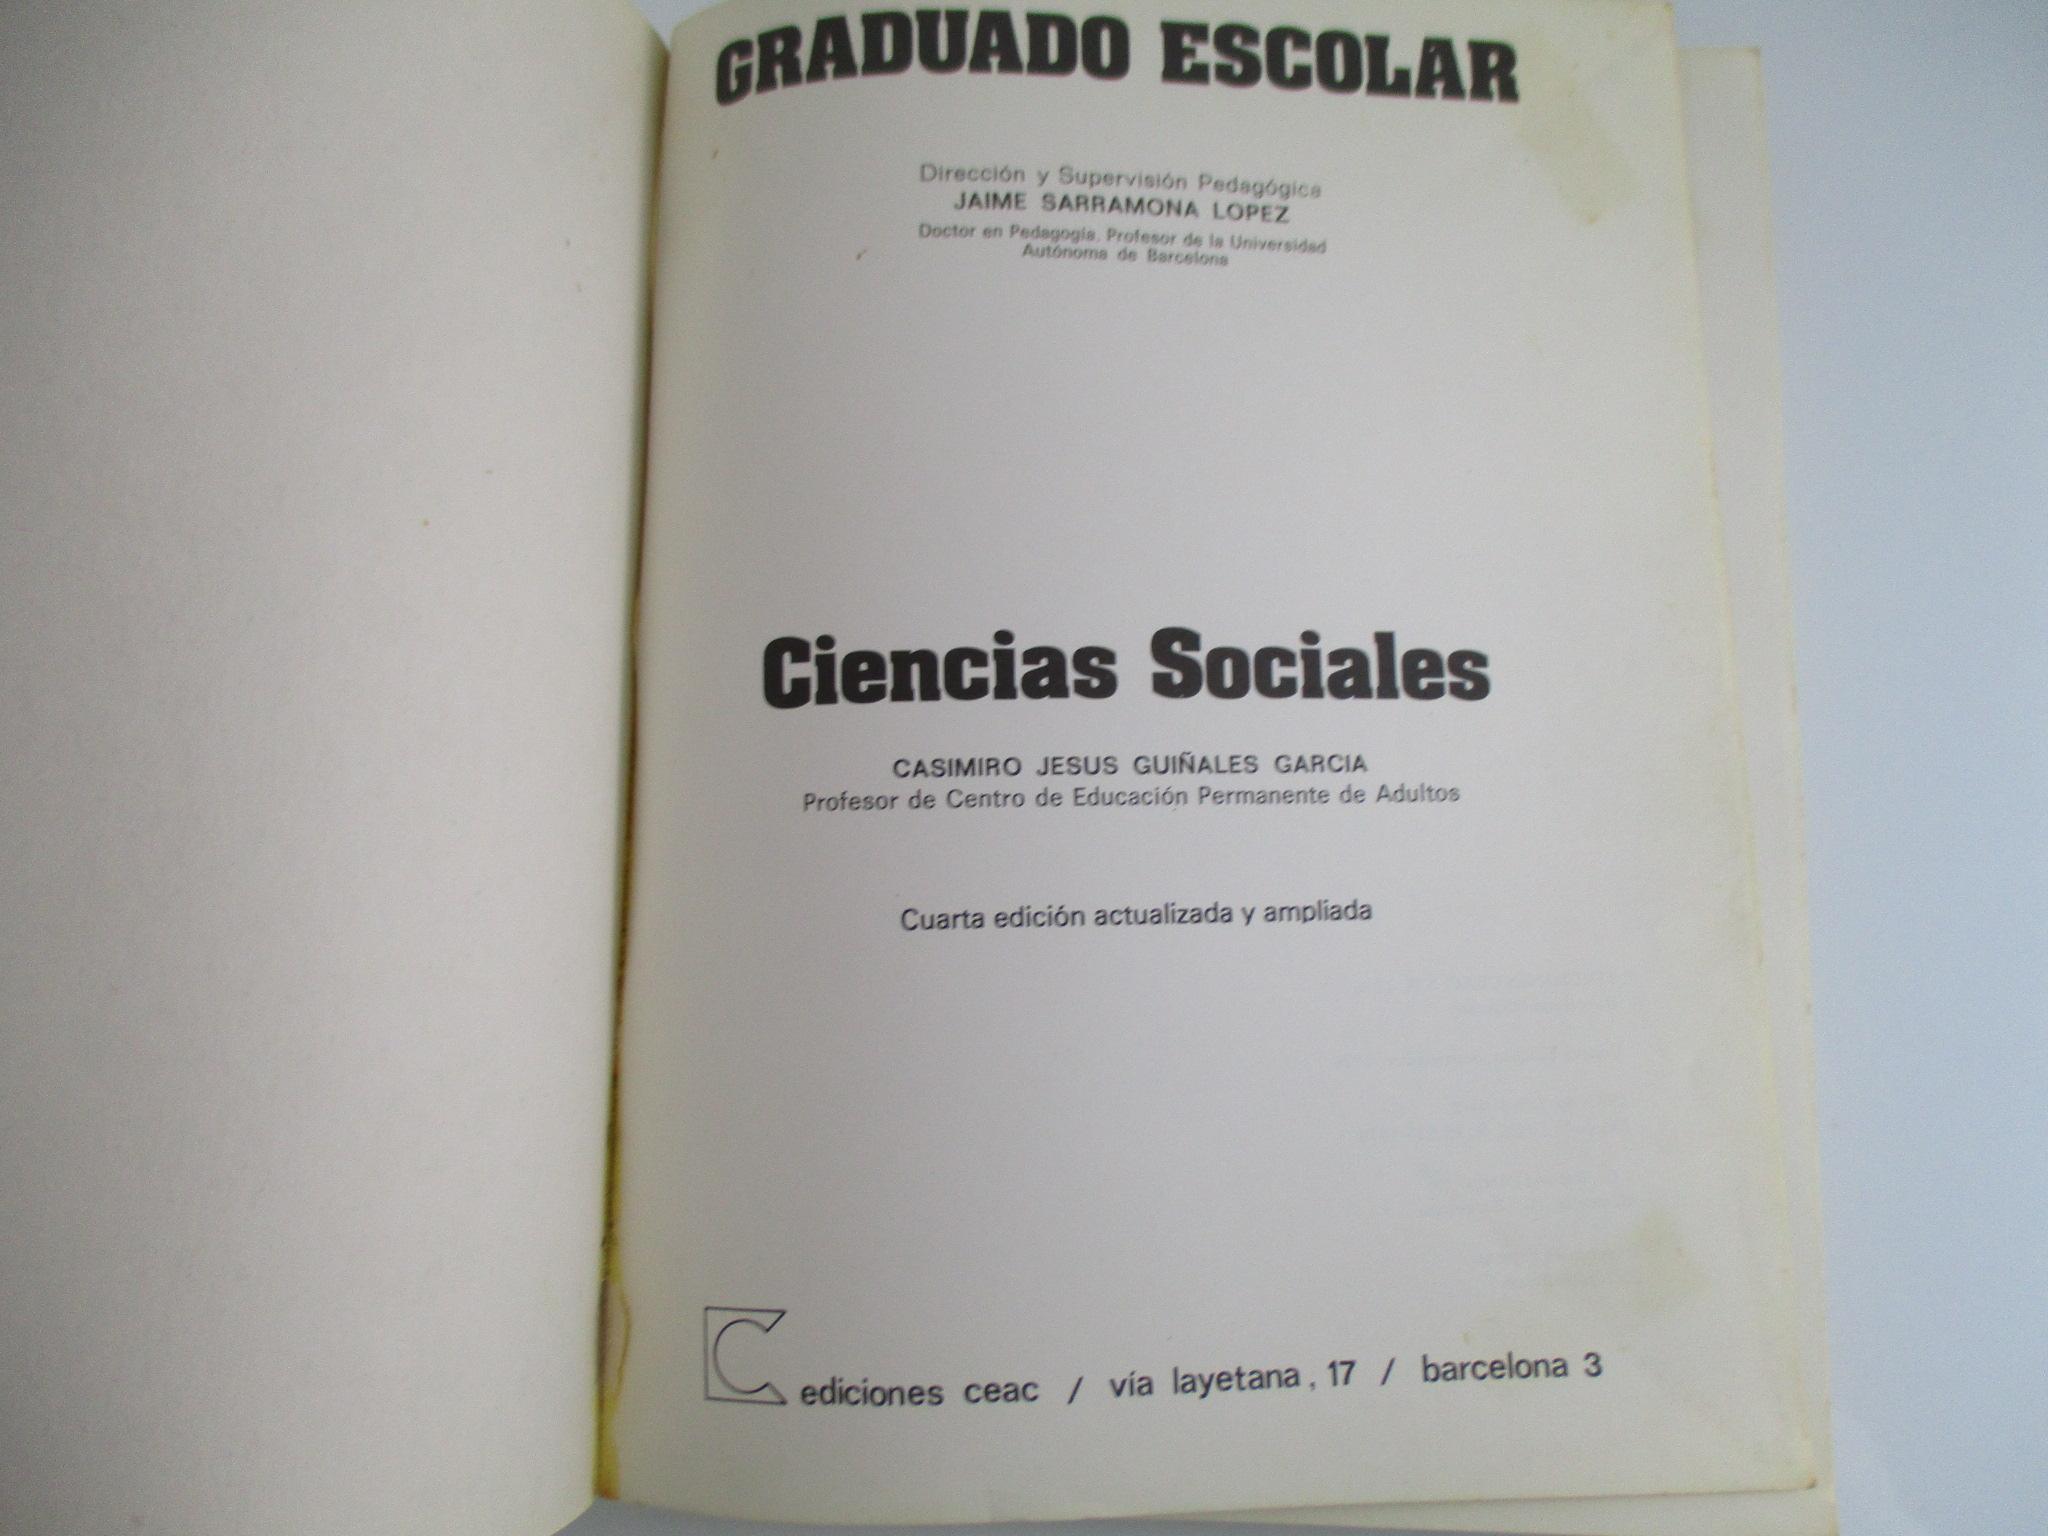 GRADUADO ESCOLAR
Dirección y Supervisión Pedagógica
JAIME SARRAMONA LOPEZ
Doctor en Pedagogía. Profesor de la Universidad
Autónoma de Barcelona
Ciencias Sociales
CASIMIRO JESUS GUIÑALES GARCIA
Profesor de Centro de Educación Permanente de Adultos
Cuarta edición actualizada y ampliada
ediciones ceac / vía layetana, 17 / barcelona 3